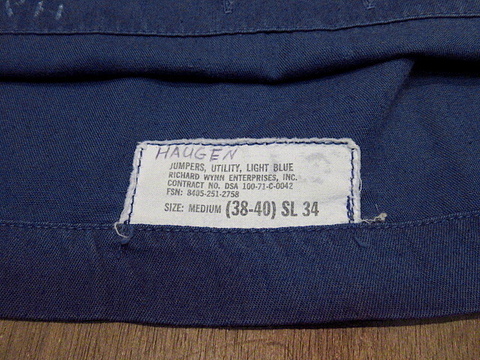 HAUGEN
JUMPERS, UTILITY, LIGHT BLUE
RICHARD WYNN ENTERPRISES, INC.
CONTRACT NO. DSA 100-71-C-0042
FSN: 8405-251-2758
SIZE: MEDIUM (38-40) SL 34